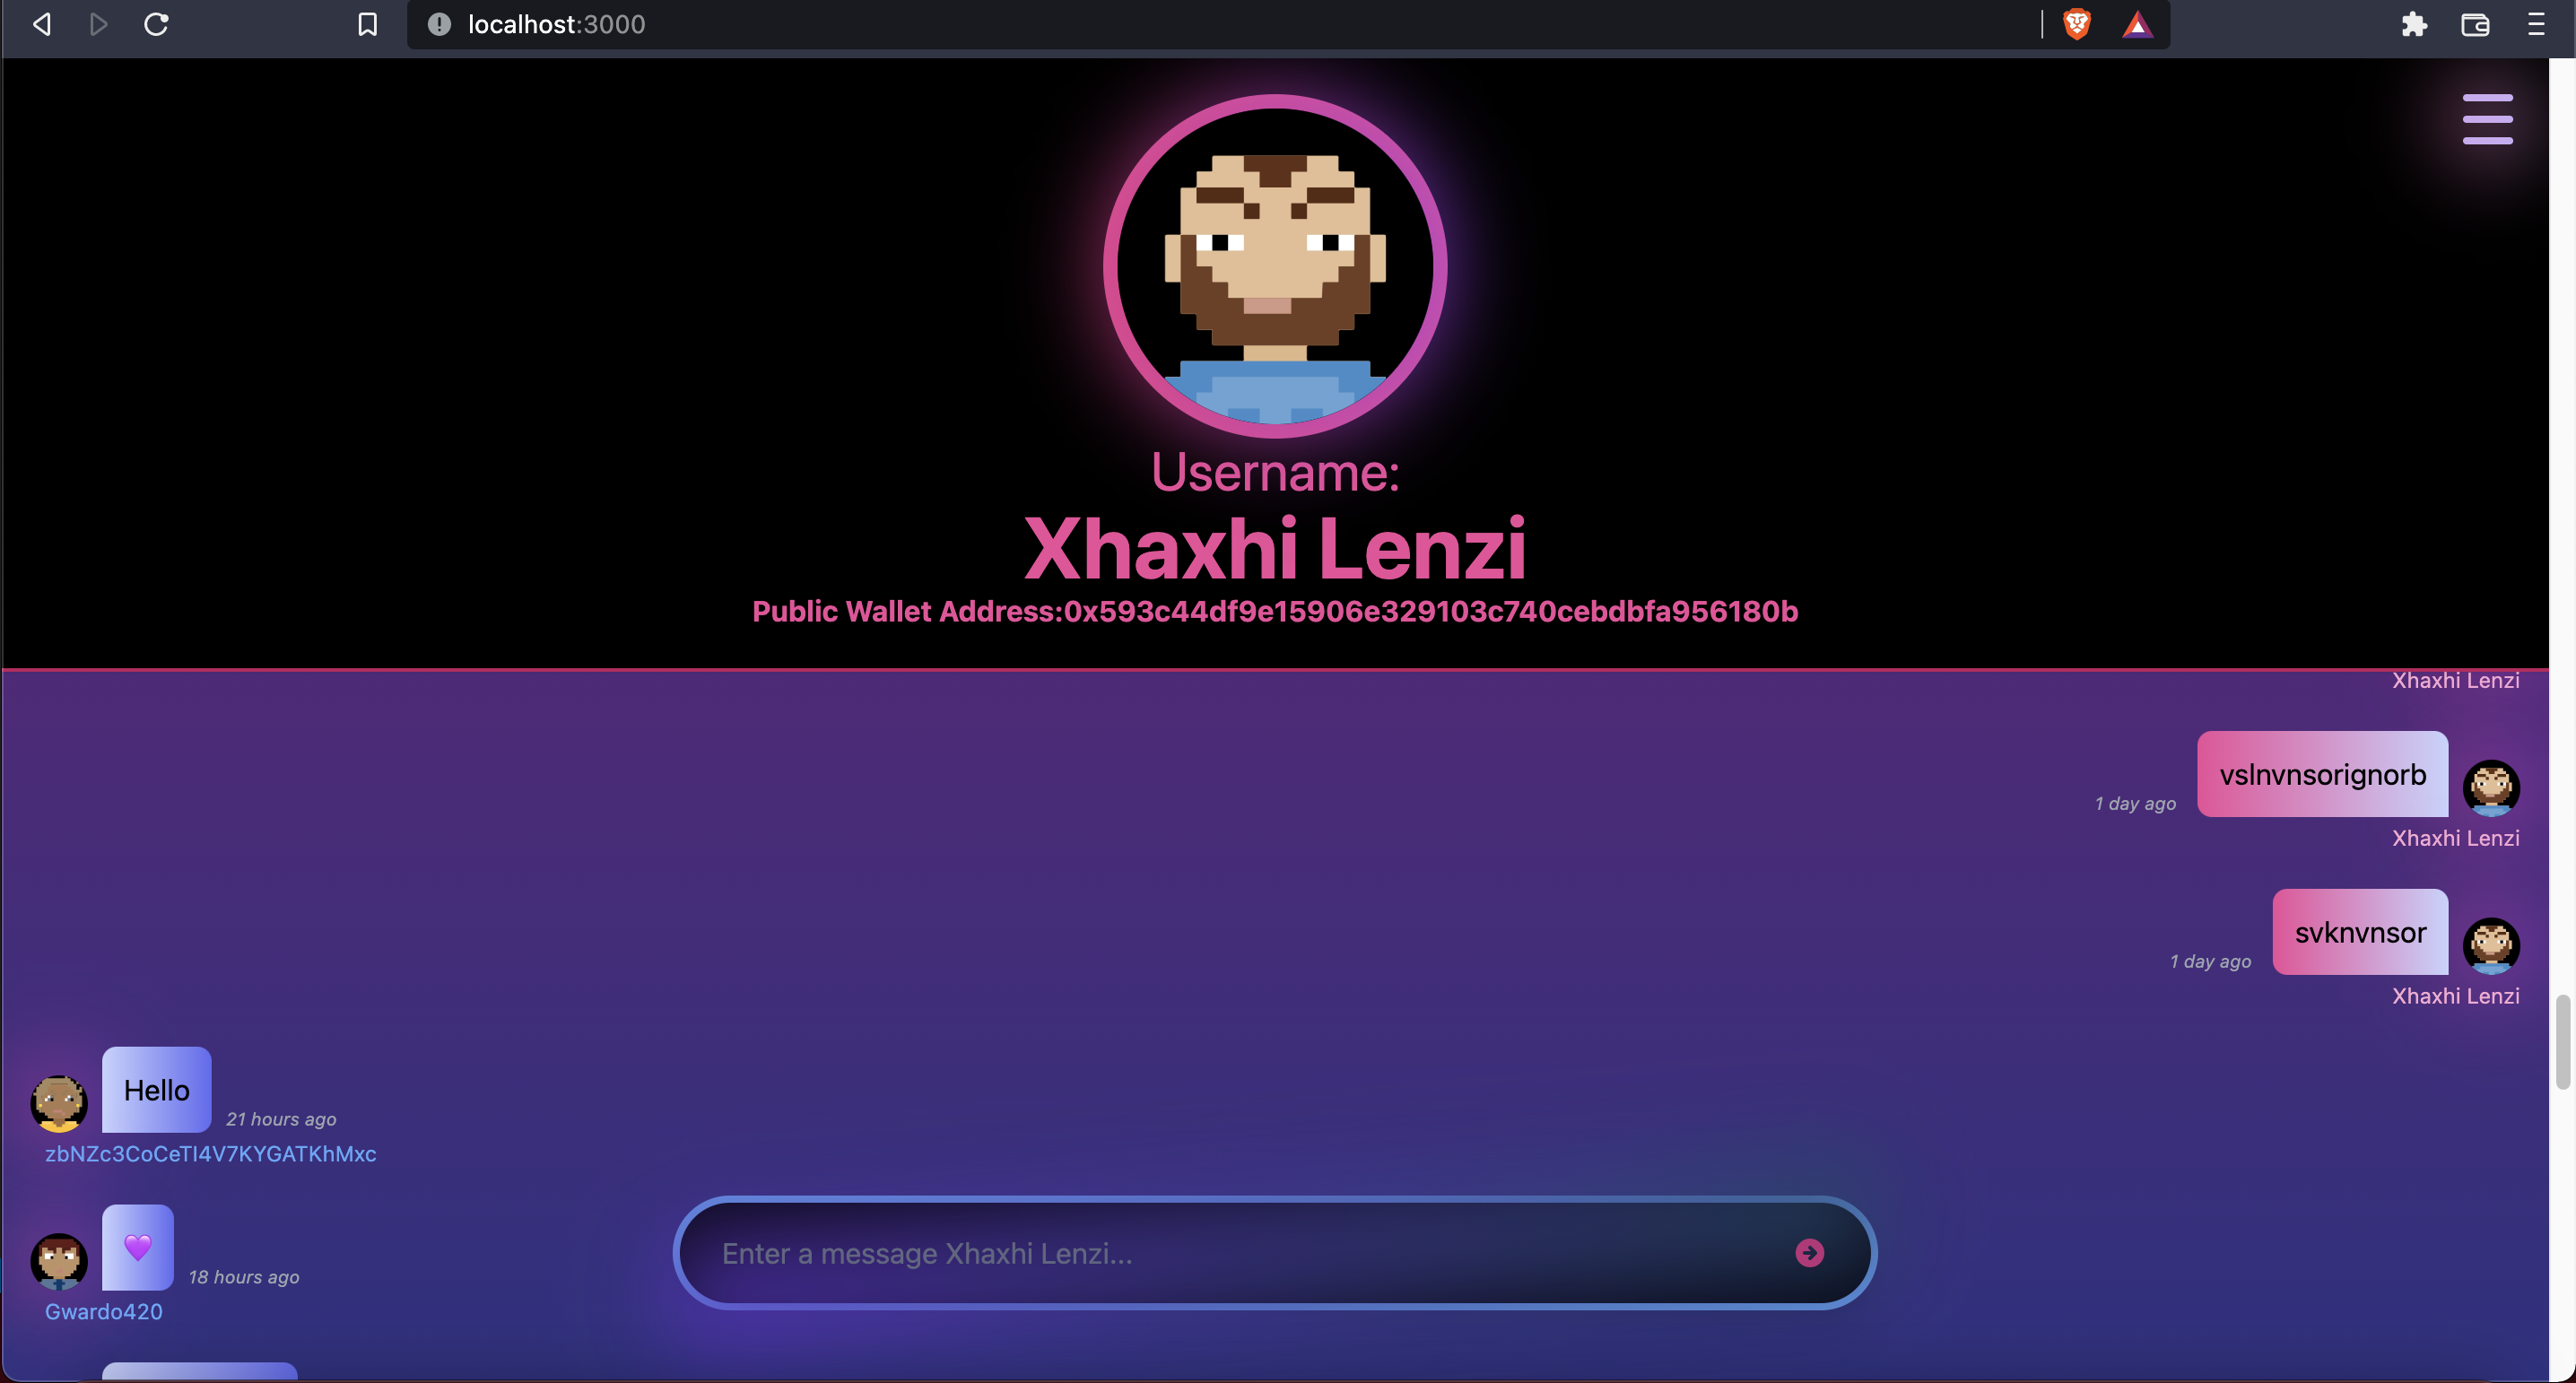 localhost:3000
Username:
Xhaxhi Lenzi
Public Wallet Address:0x593c44df9e15906e329103c740cebdbfa956180b
Xhaxhi Lenzi
vslnvnsorignorb
1 day ago
Xhaxhi Lenzi
svknvnsor
1 day ago
Xhaxhi Lenzi
Hello
21 hours ago
zbNZc3CoCeTI4V7KYGATKhMxc
💜
18 hours ago
Gwardo420
Enter a message Xhaxhi Lenzi...